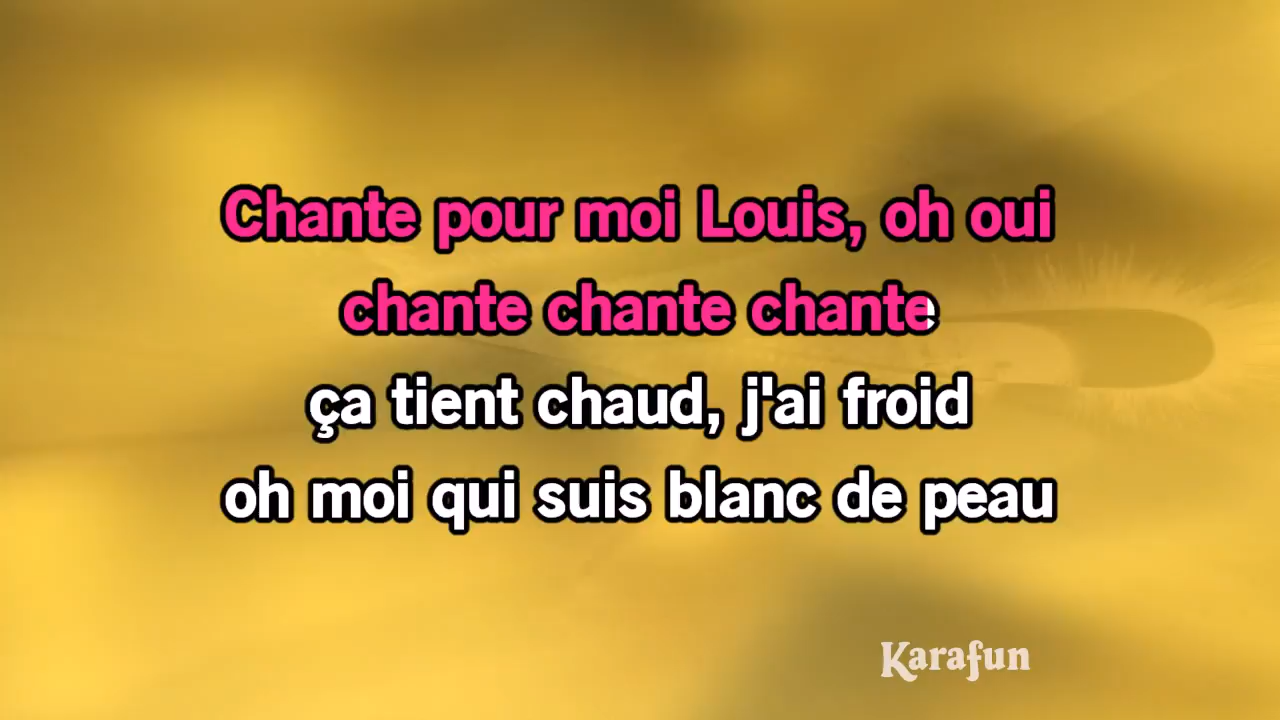 Chante pour moi Louis, oh oui
chante chante chante
ça tient chaud, j'ai froid
oh moi qui suis blanc de peau
Karafun